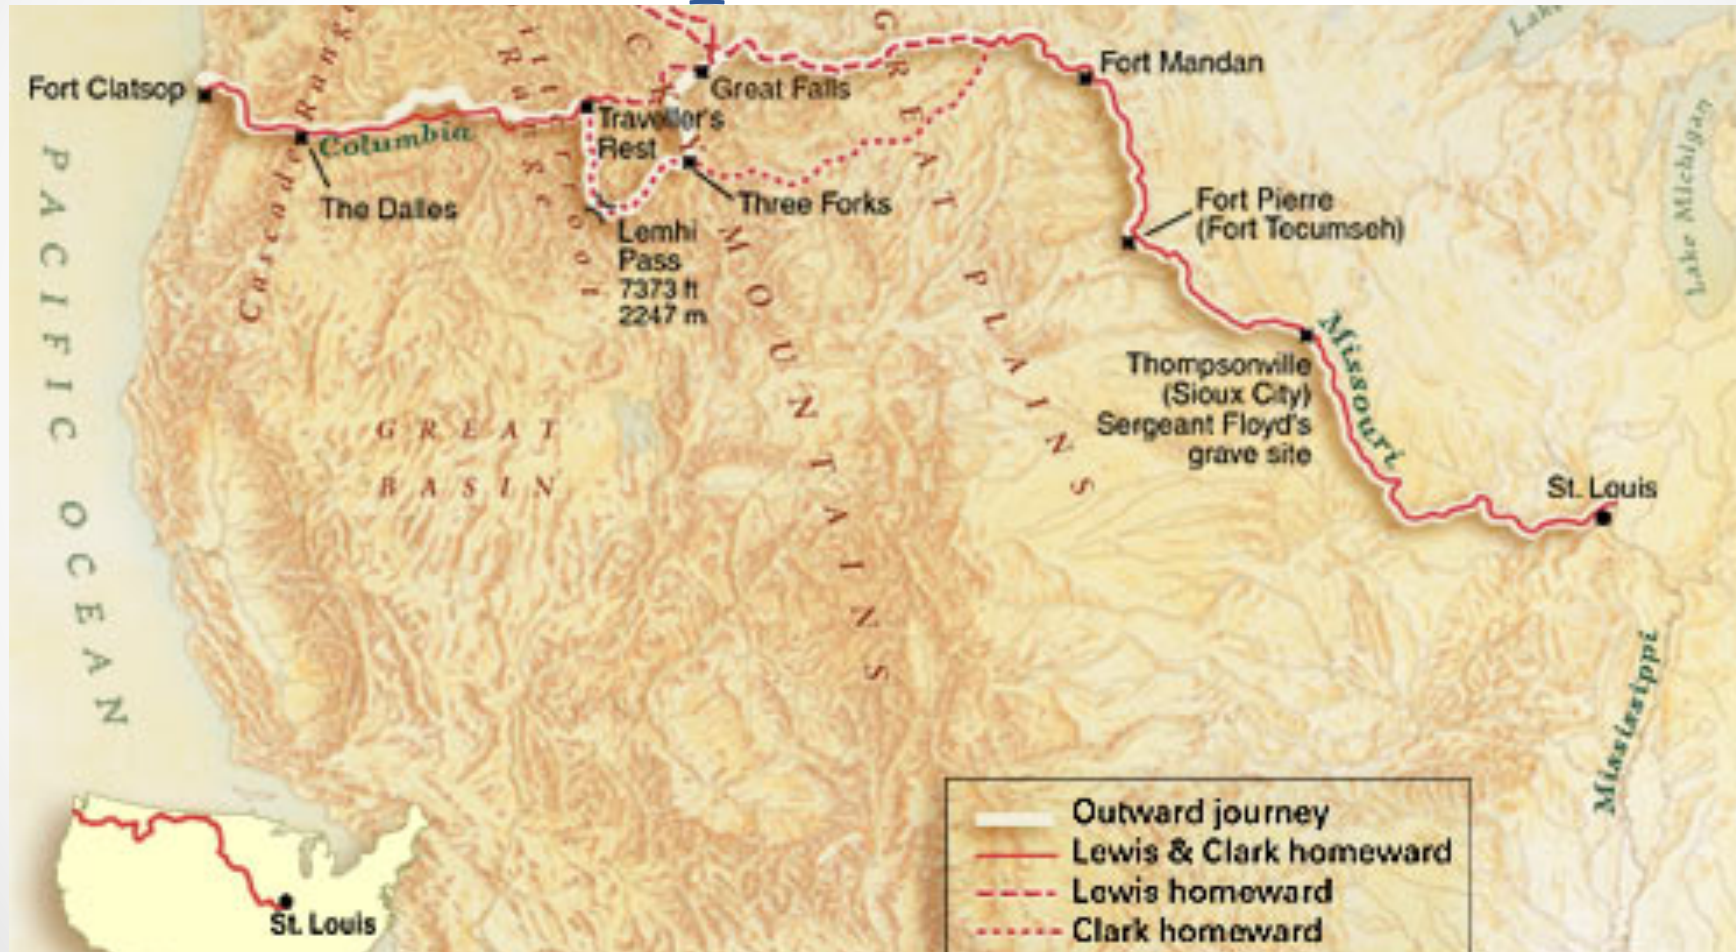 Fort Clatsop
Great Falls
Fort Mandan
Traveller's
Rest
Columbia
The Dalles
Three Forks
Lemhi
Pass
7373 ft
2247 m
Fort Pierre
(Fort Tecumseh)
Thompsonville
(Sioux City)
Sergeant Floyd's
grave site
Missouri
St. Louis
Mississippi
Lake
Lake Michigan
PACIFIC OCEAN
Cascade Range
GREAT
BASIN
MOUNTAINS
GREAT PLAINS
Outward journey
Lewis & Clark homeward
Lewis homeward
Clark homeward
St. Louis